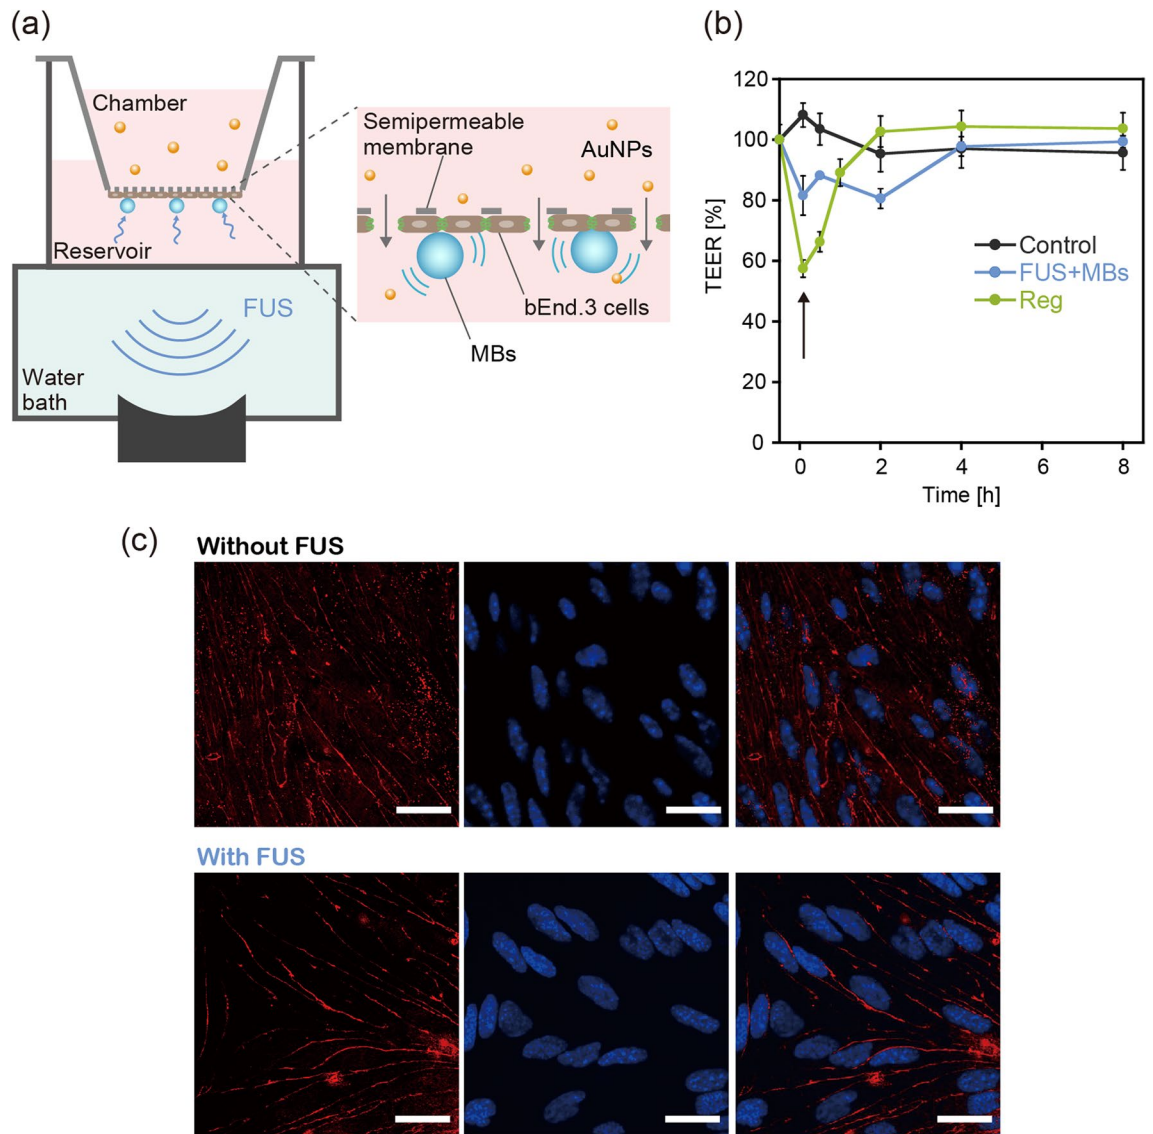 (a)
Chamber
Reservoir
FUS
Water
bath
Semipermeable
membrane
AuNPs
bEnd.3 cells
MBs
(b)
120
100
80
60
40
20
0
TEER [%]
Control
FUS+MBs
Reg
0 2 4 6 8
Time [h]
(c)
Without FUS
With FUS